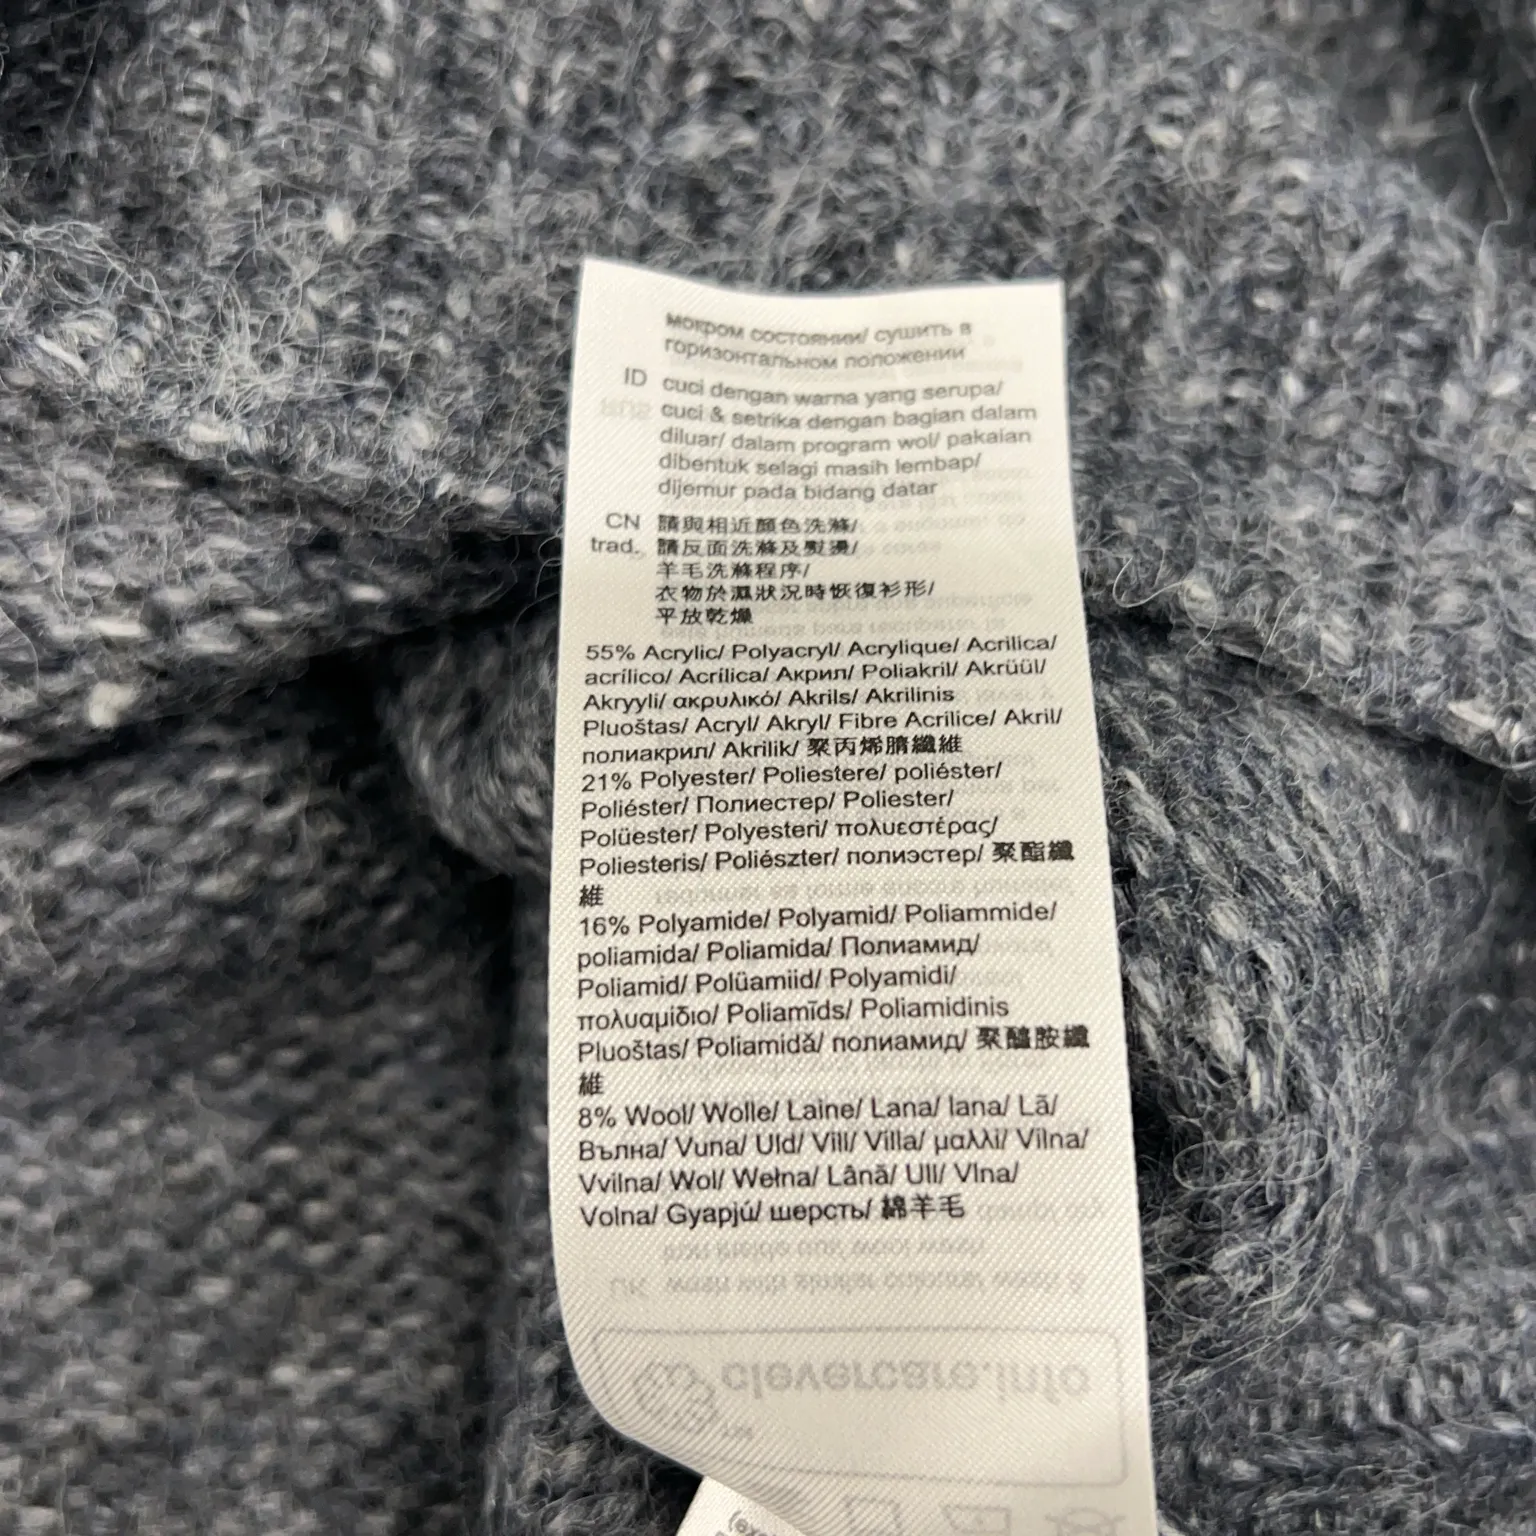 мокром состоянии/ сушить в
горизонтальном положении
ID cuci dengan warna yang serupa/
cuci & setrika dengan bagian dalam
diluar/ dalam program wol/ pakaian
dibentuk selagi masih lembap/
dijemur pada bidang datar
CN 請與相近顏色洗滌/
trad. 請反面洗滌及熨燙/
羊毛洗滌程序/
衣物於濕狀況時恢復衫形/
平放乾燥
55% Acrylic/ Polyacryl/ Acrylique/ Acrilica/
acrílico/ Acrílica/ Акрил/ Poliakril/ Akrüül/
Akryyli/ ακρυλικό/ Akrils/ Akrilinis
Pluoštas/ Acryl/ Akryl/ Fibre Acrilice/ Akril/
полиакрил/ Akrilik/ 聚丙烯腈纖維
21% Polyester/ Poliestere/ poliéster/
Poliéster/ Полиестер/ Poliester/
Polüester/ Polyesteri/ πολυεστέρας/
Poliesteris/ Poliészter/ полиэстер/ 聚酯纖
維
16% Polyamide/ Polyamid/ Poliammide/
poliamida/ Poliamida/ Полиамид/
Poliamid/ Polüamiid/ Polyamidi/
πολυαμίδιο/ Poliamīds/ Poliamidinis
Pluoštas/ Poliamidă/ полиамид/ 聚醯胺纖
維
8% Wool/ Wolle/ Laine/ Lana/ lana/ Lã/
Вълна/ Vuna/ Uld/ Vill/ Villa/ μαλλί/ Vilna/
Vvilna/ Wol/ Wełna/ Lână/ Ull/ Vlna/
Volna/ Gyapjú/ шерсть/ 綿羊毛
clevercare.info